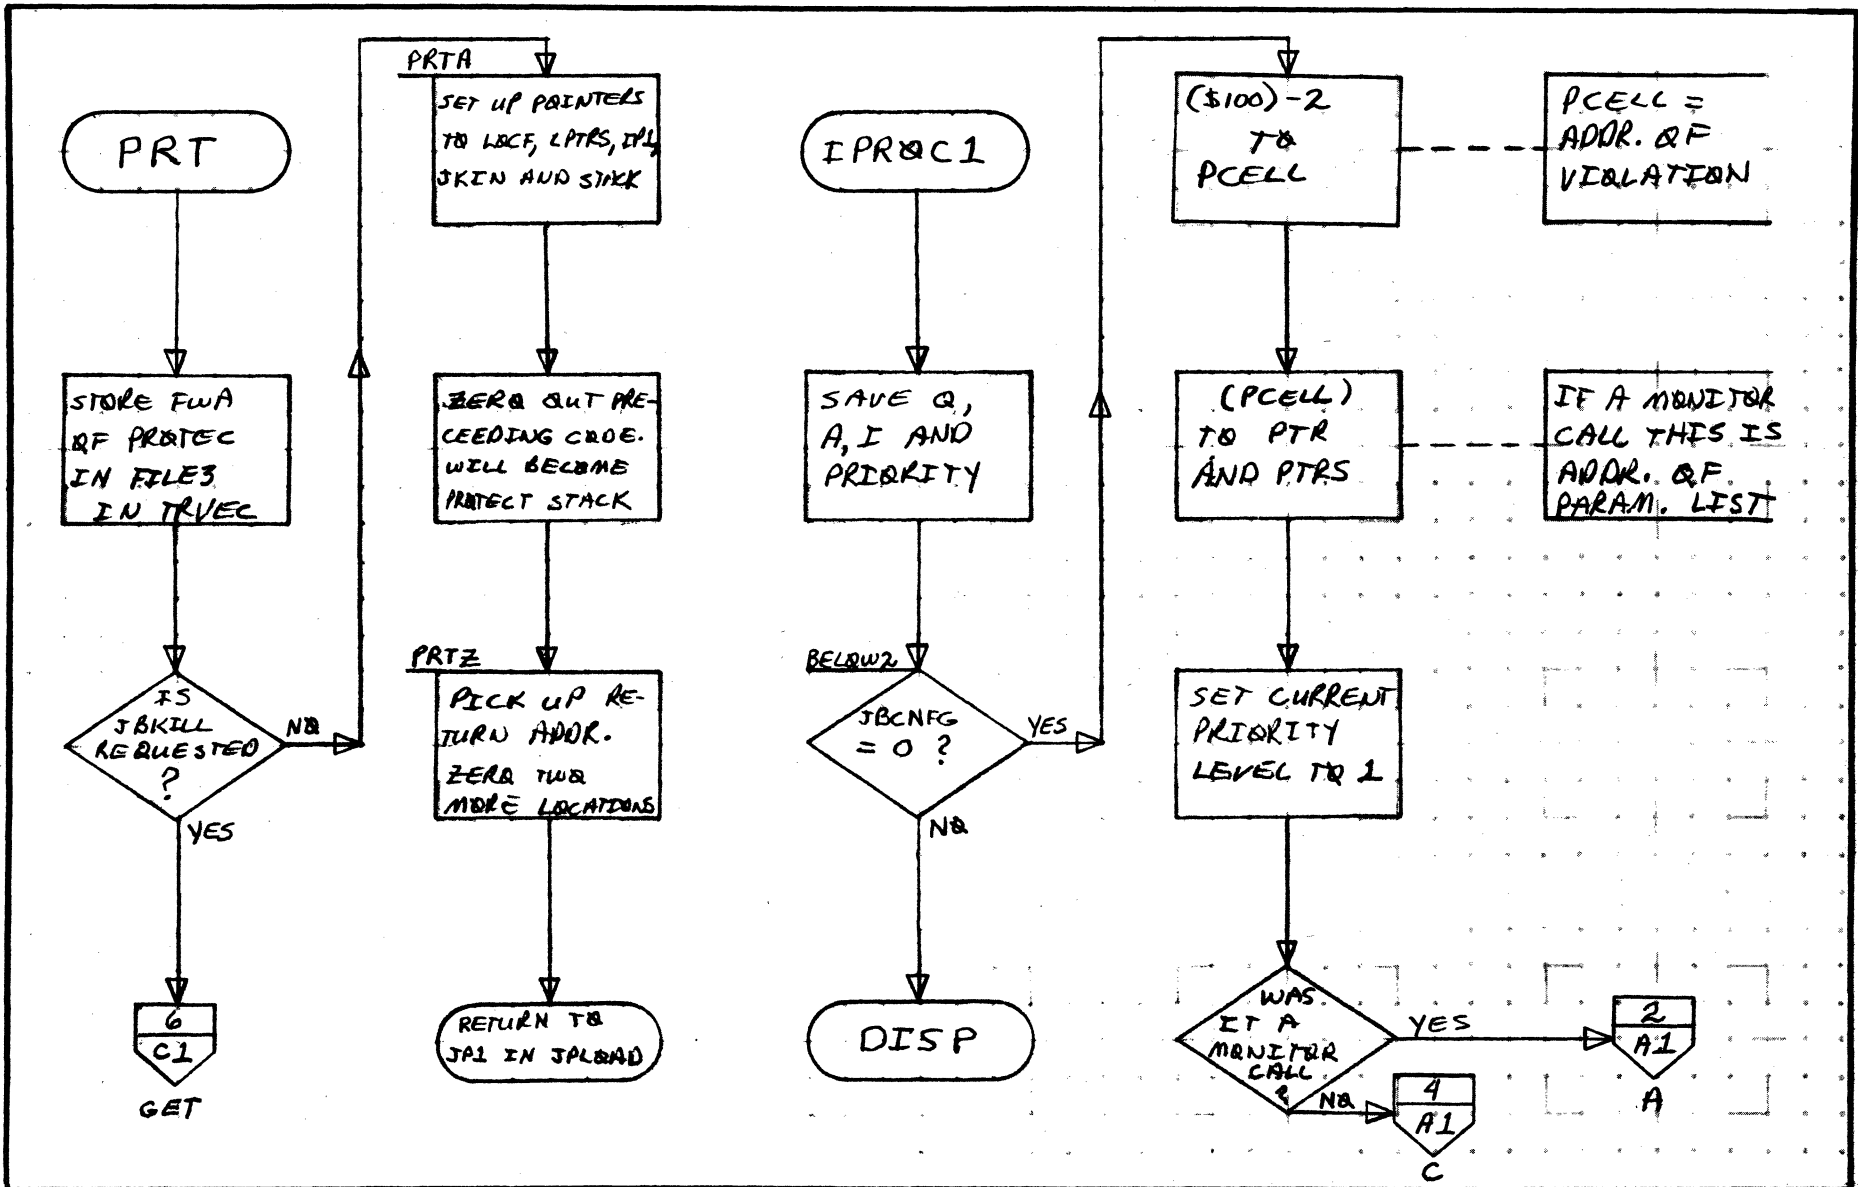 PRT
STORE FWA
OF PROTEC
IN FILE3
IN TRVEC
IS
JBKILL
REQUESTED
?
NO
YES
6
C1
GET
PRTA
SET UP POINTERS
TO LOCF, LPTRS, IP1,
JKIN AND STACK
ZERO OUT PRE-
CEEDING CODE.
WILL BECOME
PROTECT STACK
PRTZ
PICK UP RE-
TURN ADDR.
ZERO TWO
MORE LOCATIONS
RETURN TO
JP1 IN JPLOAD
IPROC1
SAVE Q,
A, I AND
PRIORITY
BELOW2
JBCNFG
= 0 ?
YES
NO
DISP
($100)-2
TO
PCELL
PCELL =
ADDR. OF
VIOLATION
(PCELL)
TO PTR
AND PTRS
IF A MONITOR
CALL THIS IS
ADDR. OF
PARAM. LIST
SET CURRENT
PRIORITY
LEVEL TO 1
WAS
IT A
MONITOR
CALL
?
YES
2
A1
A
NO
4
A1
C